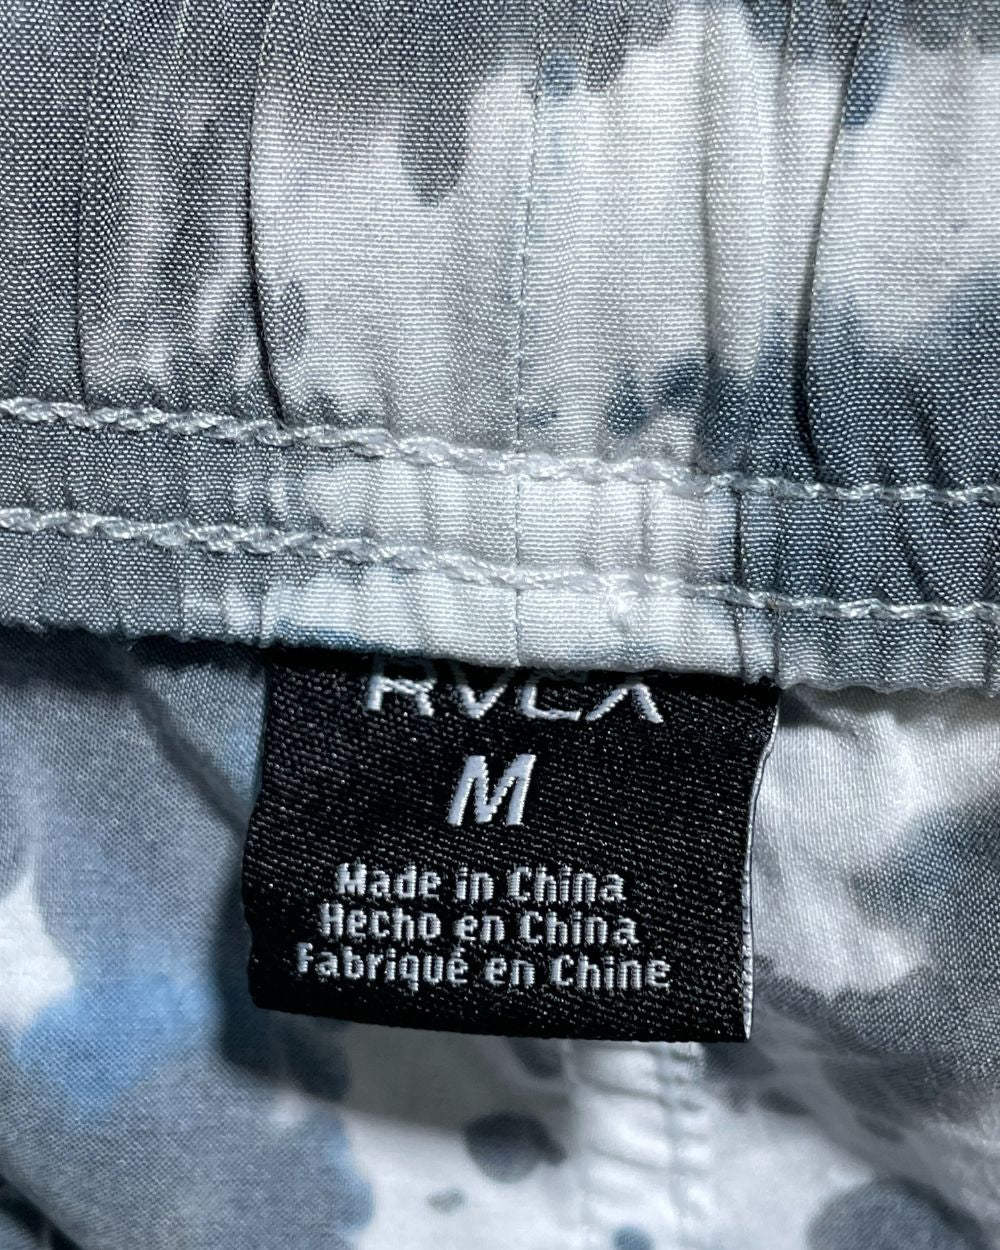 RVCA
M
Made in China
Hecho en China
Fabriqué en Chine